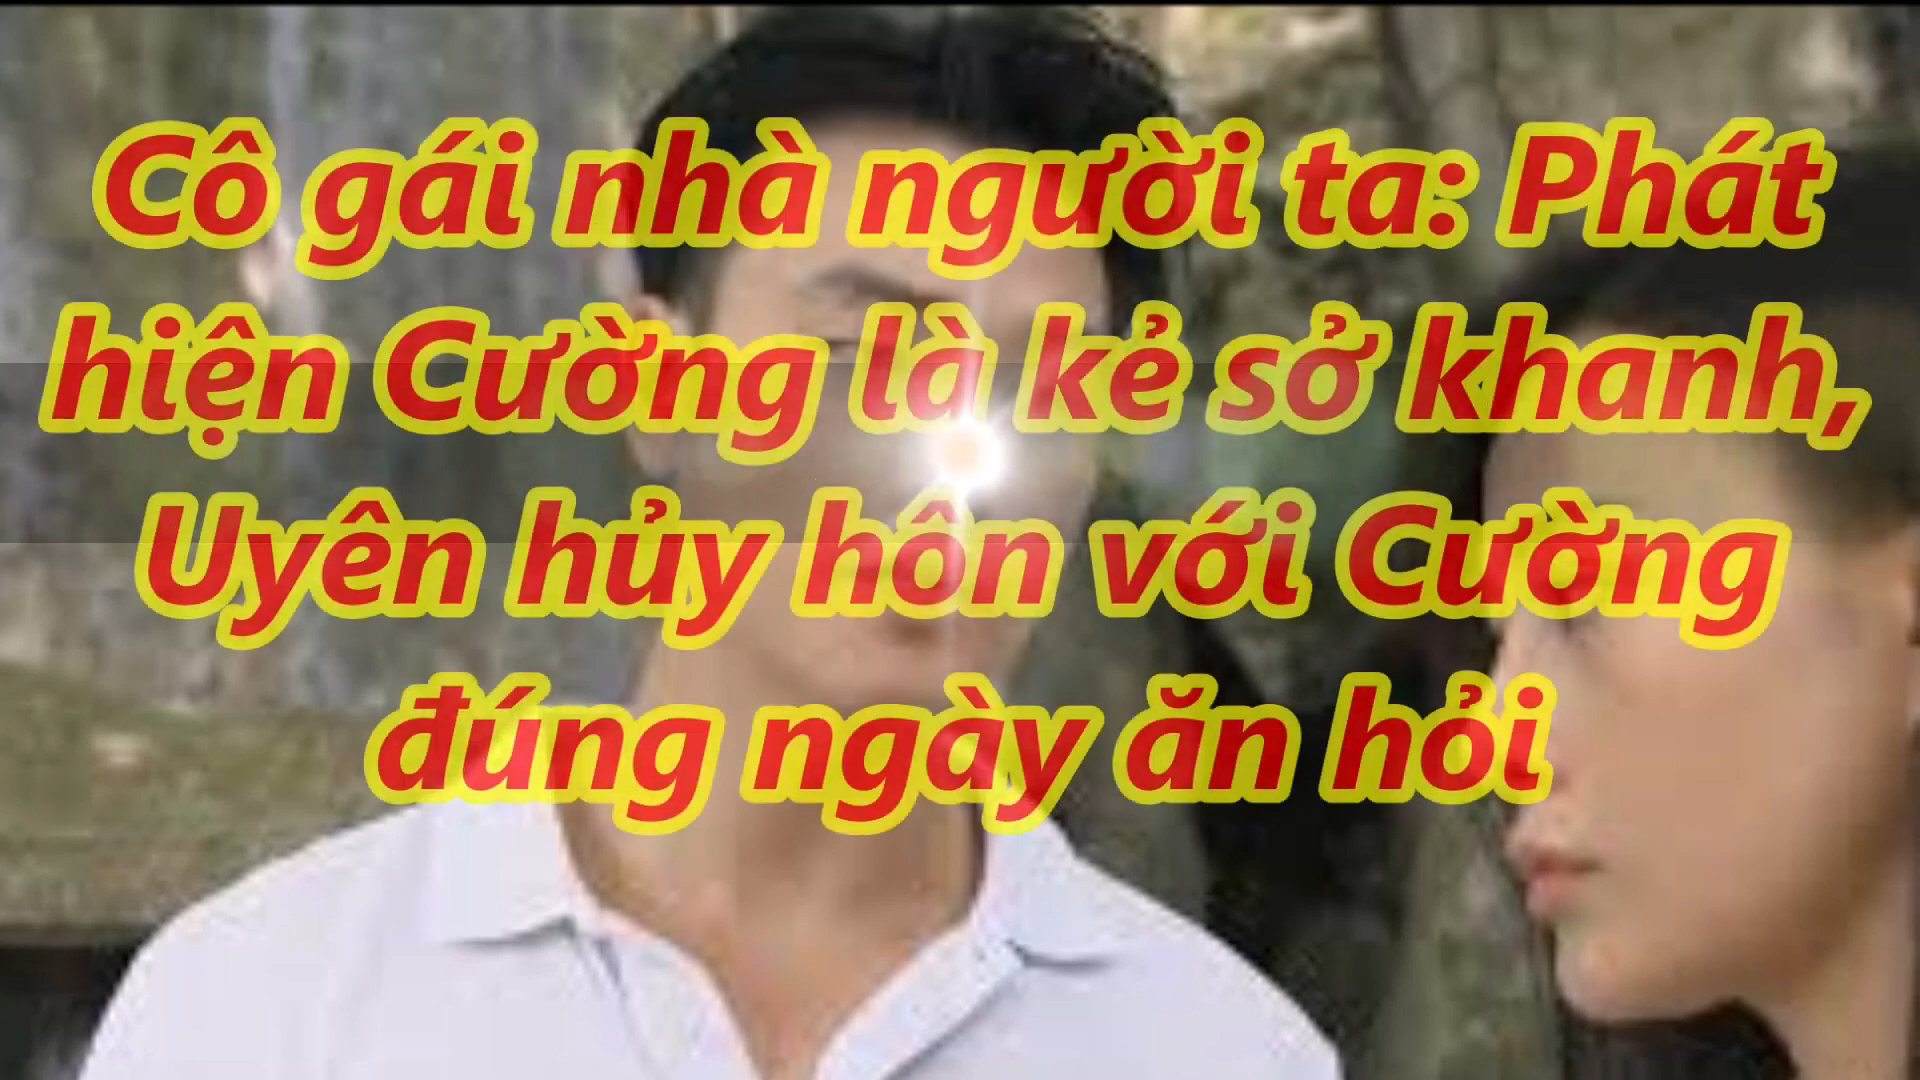 Cô gái nhà người ta: Phát
hiện Cường là kẻ sở khanh,
Uyên hủy hôn với Cường
đúng ngày ăn hỏi